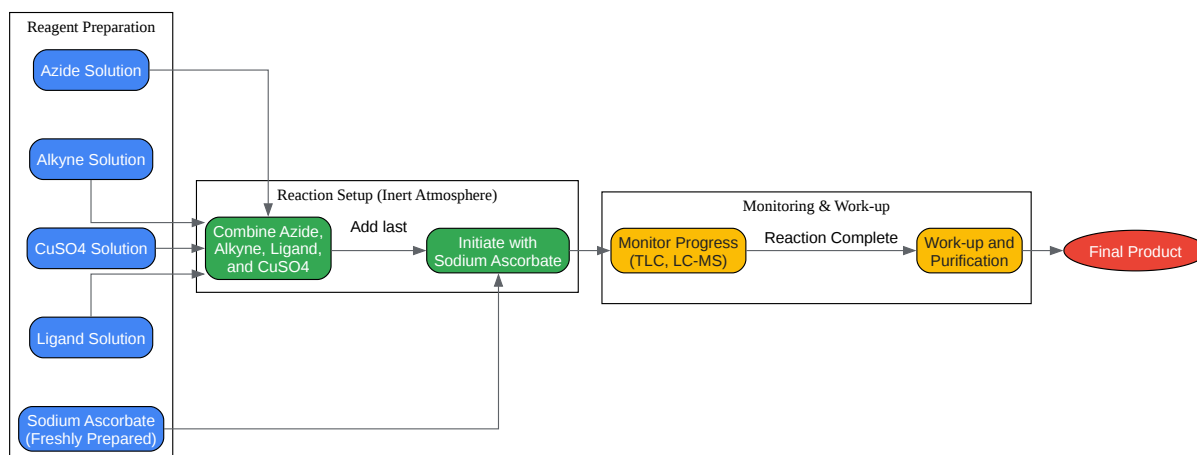 Reagent Preparation
Azide Solution
Alkyne Solution
CuSO4 Solution
Ligand Solution
Sodium Ascorbate
(Freshly Prepared)
Reaction Setup (Inert Atmosphere)
Combine Azide,
Alkyne, Ligand,
and CuSO4
Add last
Initiate with
Sodium Ascorbate
Monitoring & Work-up
Monitor Progress
(TLC, LC-MS)
Reaction Complete
Work-up and
Purification
Final Product